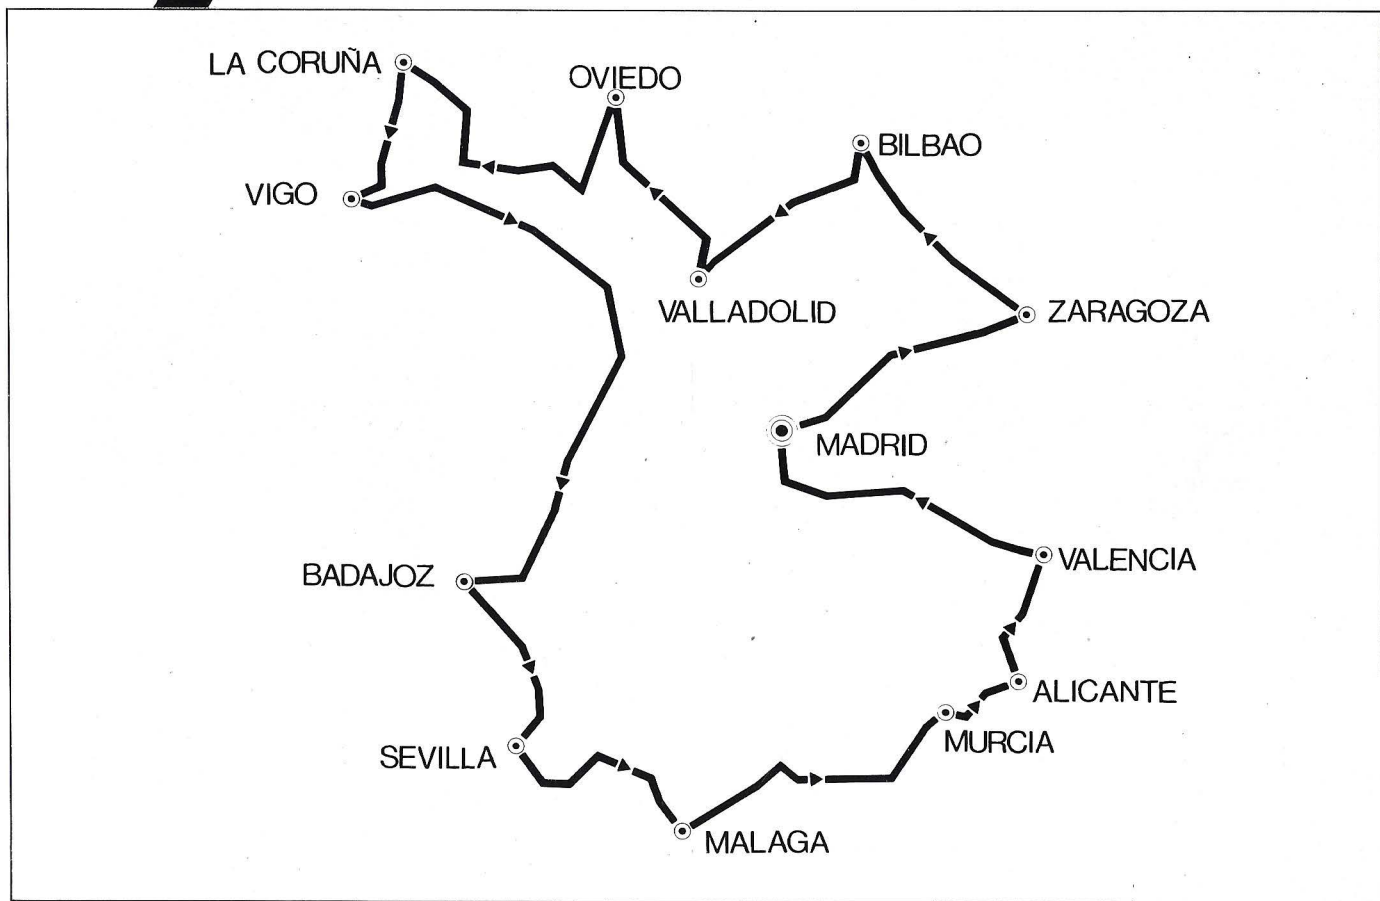 LA CORUÑA
OVIEDO
BILBAO
VIGO
VALLADOLID
ZARAGOZA
MADRID
VALENCIA
BADAJOZ
ALICANTE
MURCIA
SEVILLA
MALAGA